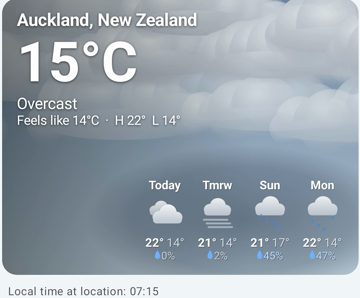 Auckland, New Zealand
15°C
Overcast
Feels like 14°C · H 22° L 14°
Today Tmrw Sun Mon
22° 14° 21° 14° 21° 17° 22° 14°
0% 2% 45% 47%
Local time at location: 07:15